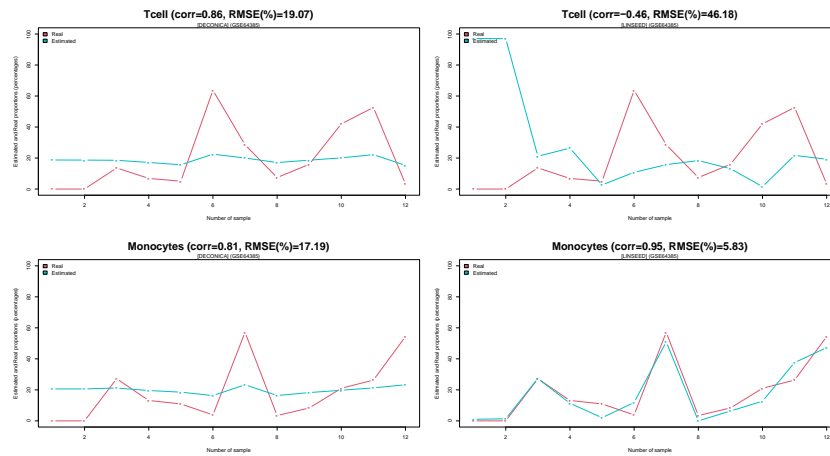 Tcell (corr=0.86, RMSE(%)=19.07)
[DECONICA] (GSE64385)
Real
Estimated
Estimated and Real proportions (percentages)
0 20 40 60 80 100
2 4 6 8 10 12
Number of sample
Tcell (corr=−0.46, RMSE(%)=46.18)
[LINSEED] (GSE64385)
Real
Estimated
Estimated and Real proportions (percentages)
0 20 40 60 80 100
2 4 6 8 10 12
Number of sample
Monocytes (corr=0.81, RMSE(%)=17.19)
[DECONICA] (GSE64385)
Real
Estimated
Estimated and Real proportions (percentages)
0 20 40 60 80 100
2 4 6 8 10 12
Number of sample
Monocytes (corr=0.95, RMSE(%)=5.83)
[LINSEED] (GSE64385)
Real
Estimated
Estimated and Real proportions (percentages)
0 20 40 60 80 100
2 4 6 8 10 12
Number of sample